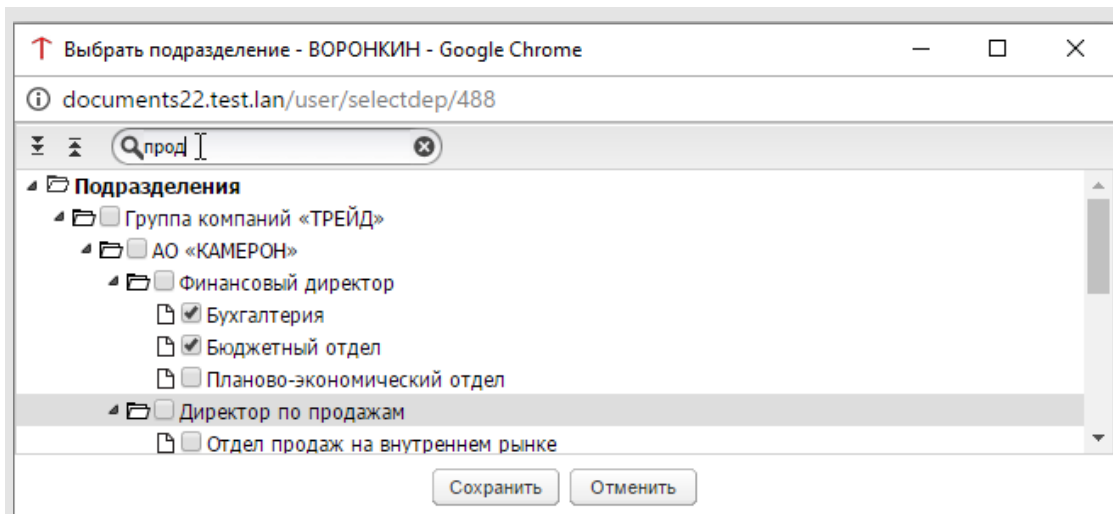 Выбрать подразделение - ВОРОНКИН - Google Chrome
documents22.test.lan/user/selectdep/488
прод
Подразделения
Группа компаний «ТРЕЙД»
АО «КАМЕРОН»
Финансовый директор
Бухгалтерия
Бюджетный отдел
Планово-экономический отдел
Директор по продажам
Отдел продаж на внутреннем рынке
Сохранить Отменить